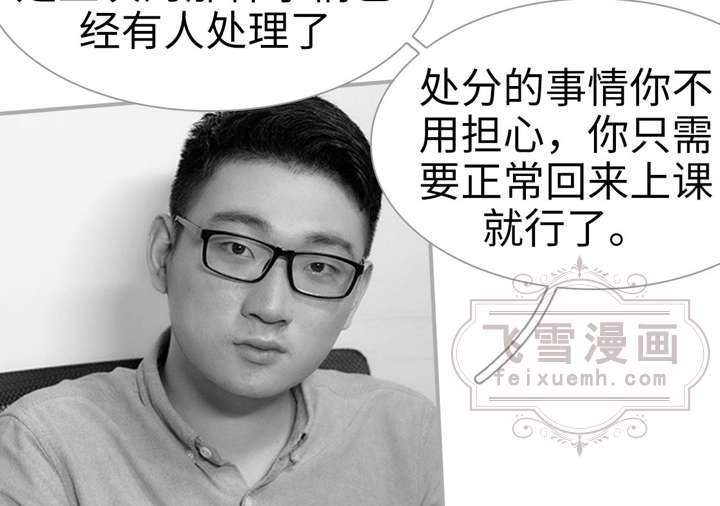 经有人处理了
处分的事情你不
用担心，你只需
要正常回来上课
就行了。
飞雪漫画
feixuemh.com